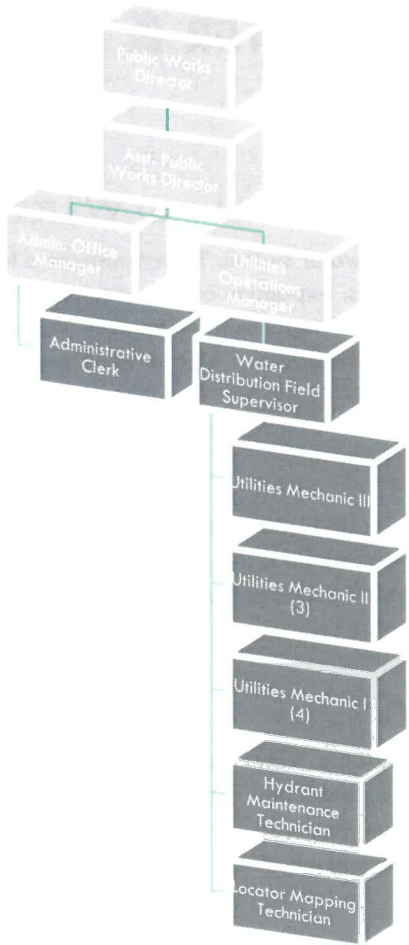 Public Works
Director
Asst. Public
Works Director
Admin. Office
Manager
Utilities
Operations
Manager
Administrative
Clerk
Water
Distribution Field
Supervisor
Utilities Mechanic III
Utilities Mechanic II
(3)
Utilities Mechanic I
(4)
Hydrant
Maintenance
Technician
Locator Mapping
Technician